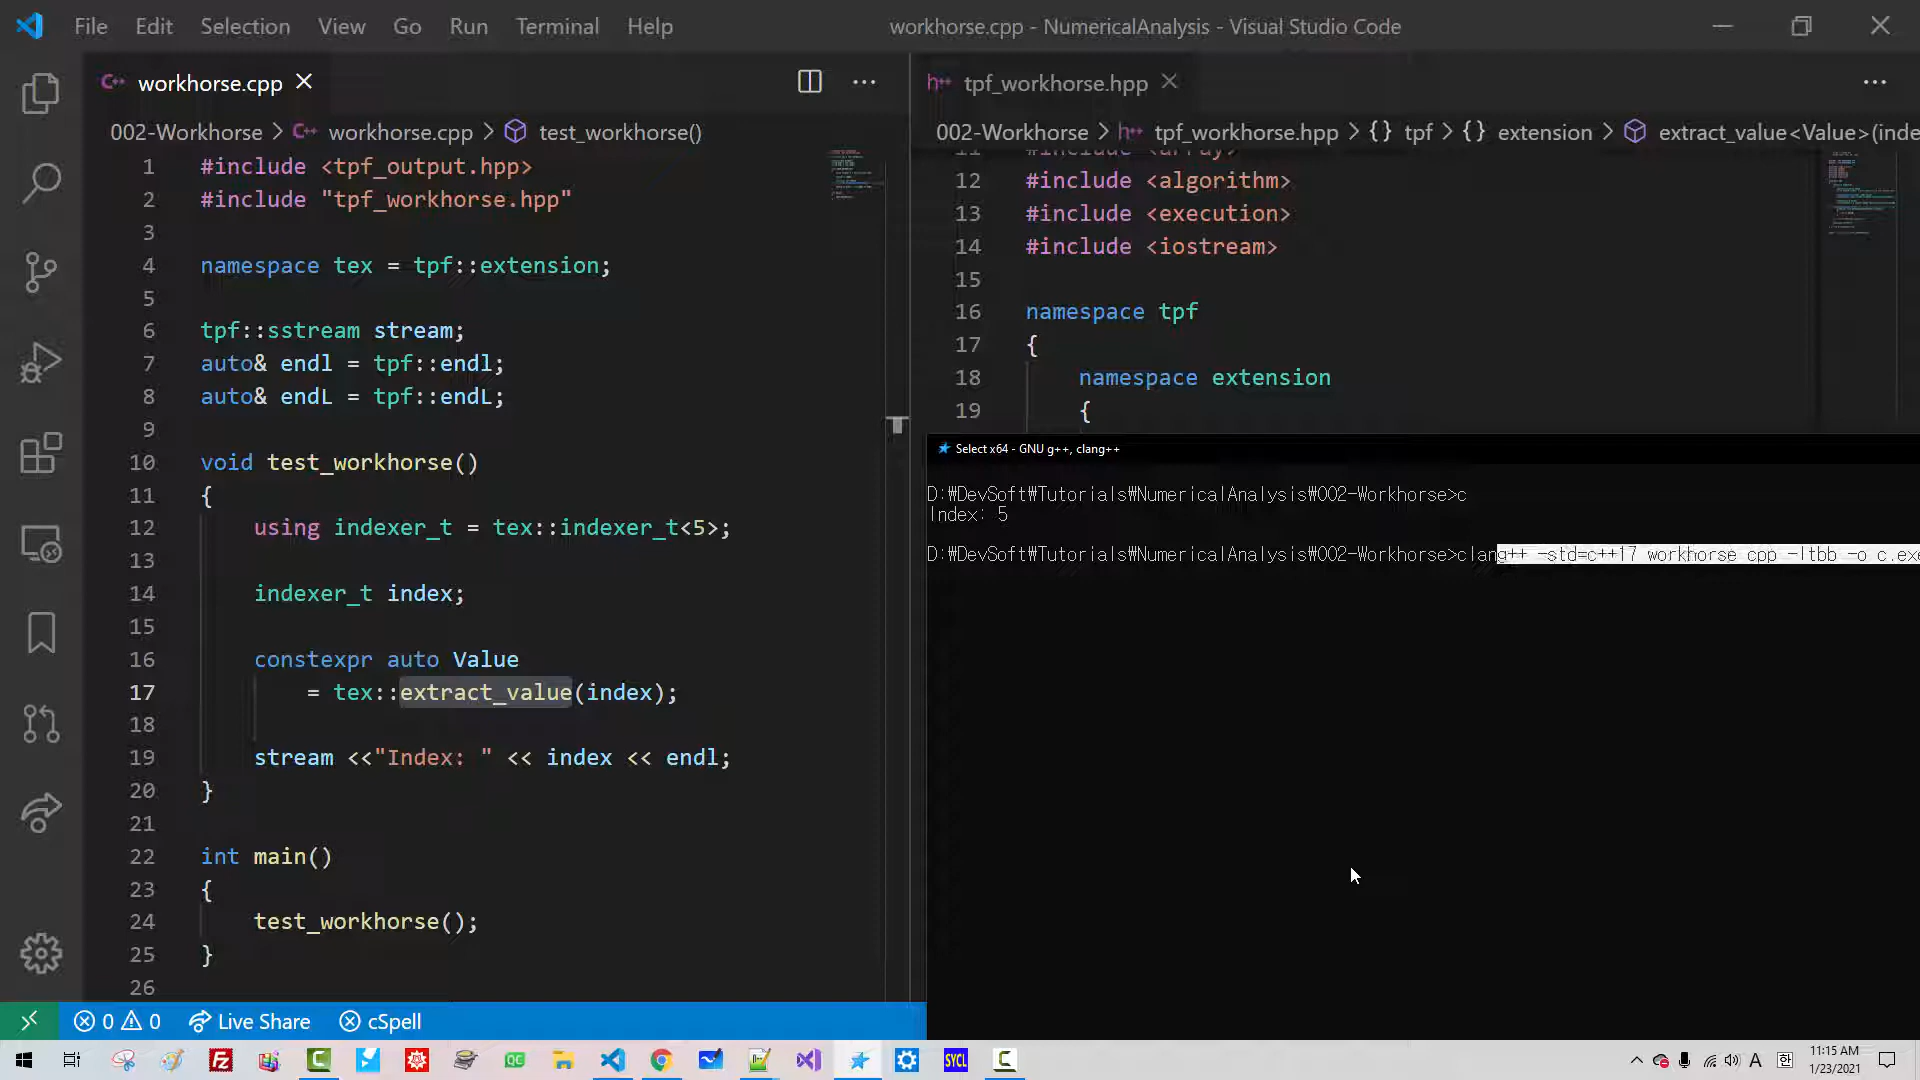 File Edit Selection View Go Run Terminal Help
workhorse.cpp - NumericalAnalysis - Visual Studio Code
workhorse.cpp
002-Workhorse > workhorse.cpp > test_workhorse()
1 #include <tpf_output.hpp>
2 #include "tpf_workhorse.hpp"
3
4 namespace tex = tpf::extension;
5
6 tpf::sstream stream;
7 auto& endl = tpf::endl;
8 auto& endL = tpf::endL;
9
10 void test_workhorse()
11 {
12 using indexer_t = tex::indexer_t<5>;
13
14 indexer_t index;
15
16 constexpr auto Value
17 = tex::extract_value(index);
18
19 stream <<"Index: " << index << endl;
20 }
21
22 int main()
23 {
24 test_workhorse();
25 }
26
tpf_workhorse.hpp
002-Workhorse > tpf_workhorse.hpp > {} tpf > {} extension > extract_value<Value>(inde
11 #include <array>
12 #include <algorithm>
13 #include <execution>
14 #include <iostream>
15
16 namespace tpf
17 {
18 namespace extension
19 {
Select x64 - GNU g++, clang++
D:₩DevSoft₩Tutorials₩NumericalAnalysis₩002-Workhorse>c
Index: 5
D:₩DevSoft₩Tutorials₩NumericalAnalysis₩002-Workhorse>clang++ -std=c++17 workhorse cpp -ltbb -o c.exe
0 0 Live Share cSpell
QC
SYCL
A 한
11:15 AM
1/23/2021